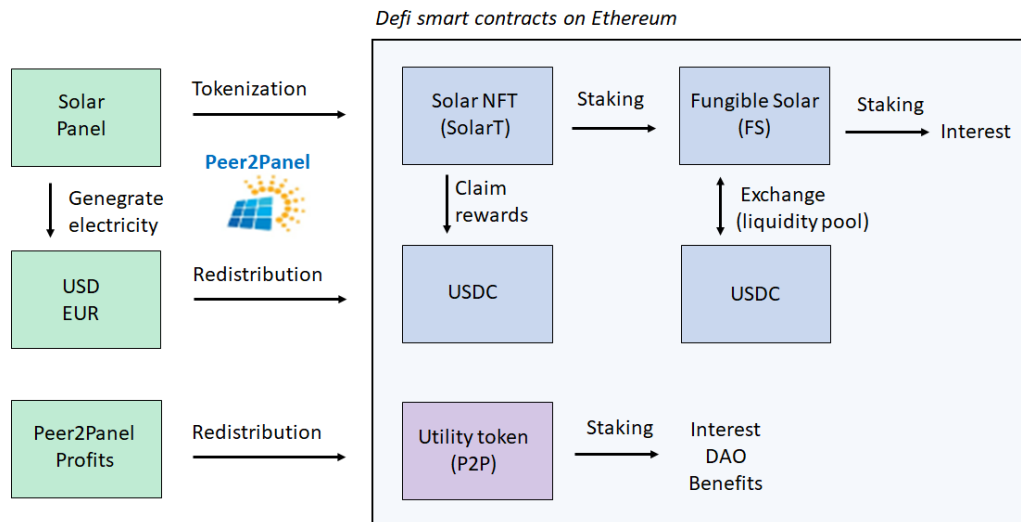 Defi smart contracts on Ethereum
Solar
Panel
Tokenization
Solar NFT
(SolarT)
Staking
Fungible Solar
(FS)
Staking
Interest
Peer2Panel
Genegrate
electricity
Claim
rewards
Exchange
(liquidity pool)
USD
EUR
Redistribution
USDC
USDC
Peer2Panel
Profits
Redistribution
Utility token
(P2P)
Staking
Interest
DAO
Benefits